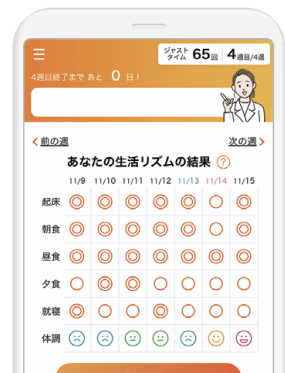 ジャストタイム 65回 4週目/4週
4週目終了まで あと 0 日！
前の週 次の週
あなたの生活リズムの結果 ?
11/9 11/10 11/11 11/12 11/13 11/14 11/15
起床
朝食
昼食
夕食
就寝
体調